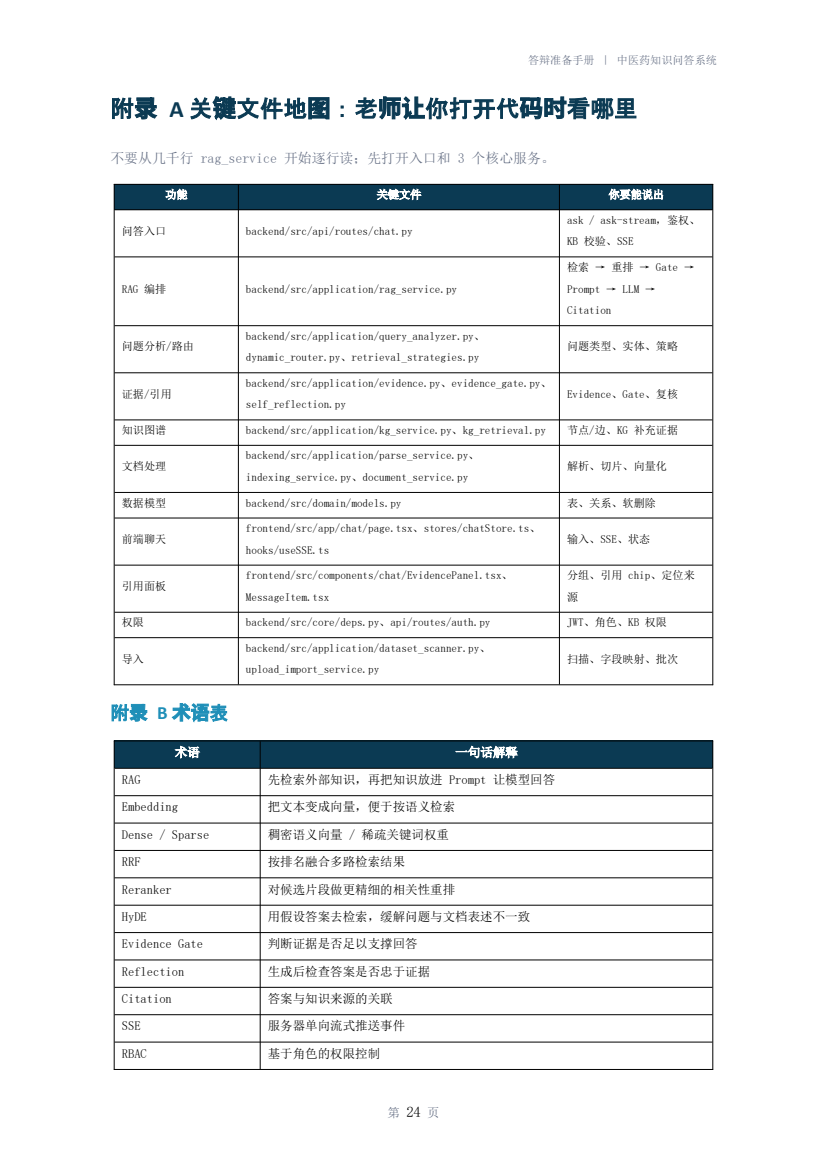 答辩准备手册 | 中医药知识问答系统
附录 A 关键文件地图：老师让你打开代码时看哪里
不要从几千行 rag_service 开始逐行读；先打开入口和 3 个核心服务。
功能 关键文件 你要能说出
问答入口 backend/src/api/routes/chat.py ask / ask-stream，鉴权、
KB 校验、SSE
RAG 编排 backend/src/application/rag_service.py 检索 → 重排 → Gate →
Prompt → LLM →
Citation
问题分析/路由 backend/src/application/query_analyzer.py、
dynamic_router.py、retrieval_strategies.py 问题类型、实体、策略
证据/引用 backend/src/application/evidence.py、evidence_gate.py、
self_reflection.py Evidence、Gate、复核
知识图谱 backend/src/application/kg_service.py、kg_retrieval.py 节点/边、KG 补充证据
文档处理 backend/src/application/parse_service.py、
indexing_service.py、document_service.py 解析、切片、向量化
数据模型 backend/src/domain/models.py 表、关系、软删除
前端聊天 frontend/src/app/chat/page.tsx、stores/chatStore.ts、
hooks/useSSE.ts 输入、SSE、状态
引用面板 frontend/src/components/chat/EvidencePanel.tsx、
MessageItem.tsx 分组、引用 chip、定位来
源
权限 backend/src/core/deps.py、api/routes/auth.py JWT、角色、KB 权限
导入 backend/src/application/dataset_scanner.py、
upload_import_service.py 扫描、字段映射、批次
附录 B 术语表
术语 一句话解释
RAG 先检索外部知识，再把知识放进 Prompt 让模型回答
Embedding 把文本变成向量，便于按语义检索
Dense / Sparse 稠密语义向量 / 稀疏关键词权重
RRF 按排名融合多路检索结果
Reranker 对候选片段做更精细的相关性重排
HyDE 用假设答案去检索，缓解问题与文档表述不一致
Evidence Gate 判断证据是否足以支撑回答
Reflection 生成后检查答案是否忠于证据
Citation 答案与知识来源的关联
SSE 服务器单向流式推送事件
RBAC 基于角色的权限控制
第 24 页